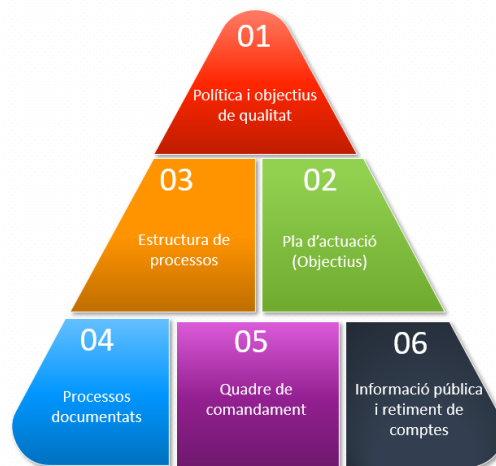 01
Política i objectius
de qualitat
03
Estructura de
processos
02
Pla d'actuació
(Objectius)
04
Processos
documentats
05
Quadre de
comandament
06
Informació pública
i retiment de
comptes